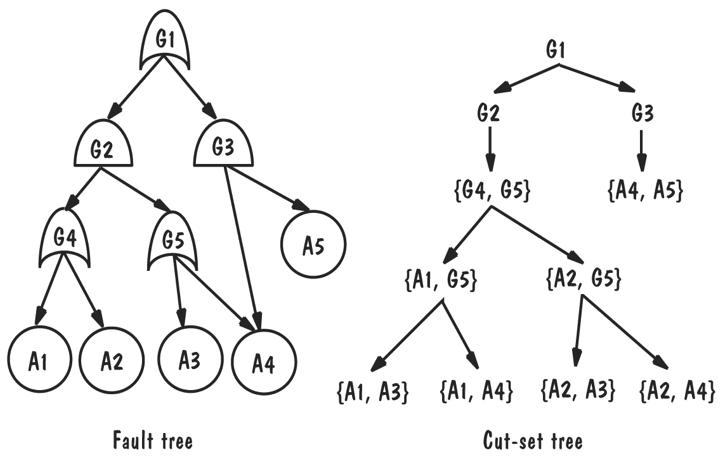 G1
G2
G3
G4
G5
A5
A1
A2
A3
A4
Fault tree
G1
G2
G3
{G4, G5}
{A4, A5}
{A1, G5}
{A2, G5}
{A1, A3}
{A1, A4}
{A2, A3}
{A2, A4}
Cut-set tree